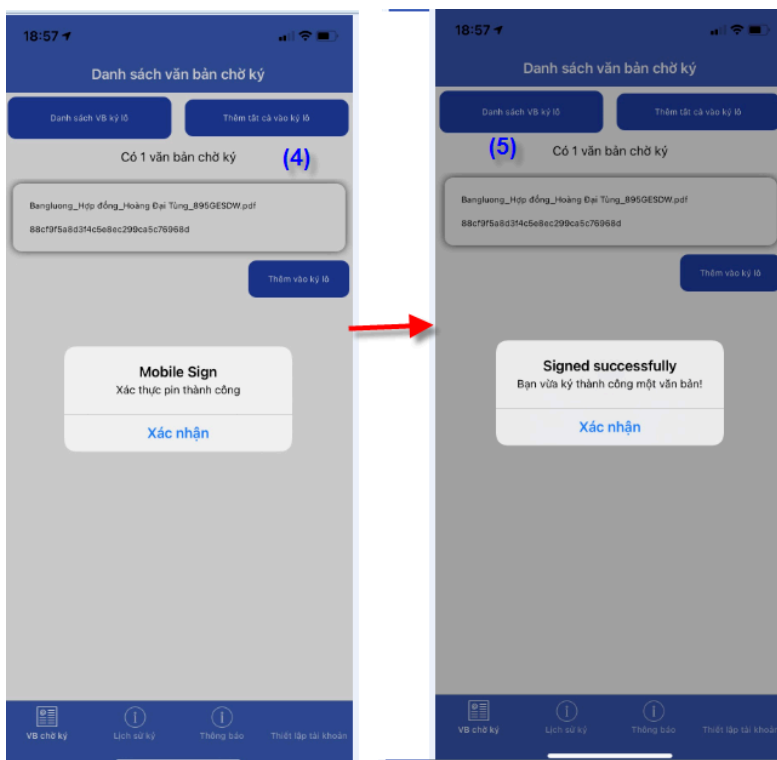 18:57
Danh sách văn bản chờ ký
Danh sách VB ký lô
Thêm tất cả vào ký lô
Có 1 văn bản chờ ký
(4)
Bangluong_Hợp đồng_Hoàng Đại Tùng_895GESDW.pdf
88cf9f5a8d3f4c5e8ec299ca5c76968d
Thêm vào ký lô
Mobile Sign
Xác thực pin thành công
Xác nhận
VB chờ ký
Lịch sử ký
Thông báo
Thiết lập tài khoản
18:57
Danh sách văn bản chờ ký
Danh sách VB ký lô
Thêm tất cả vào ký lô
(5)
Có 1 văn bản chờ ký
Bangluong_Hợp đồng_Hoàng Đại Tùng_895GESDW.pdf
88cf9f5a8d3f4c5e8ec299ca5c76968d
Thêm vào ký lô
Signed successfully
Bạn vừa ký thành công một văn bản!
Xác nhận
VB chờ ký
Lịch sử ký
Thông báo
Thiết lập tài khoản